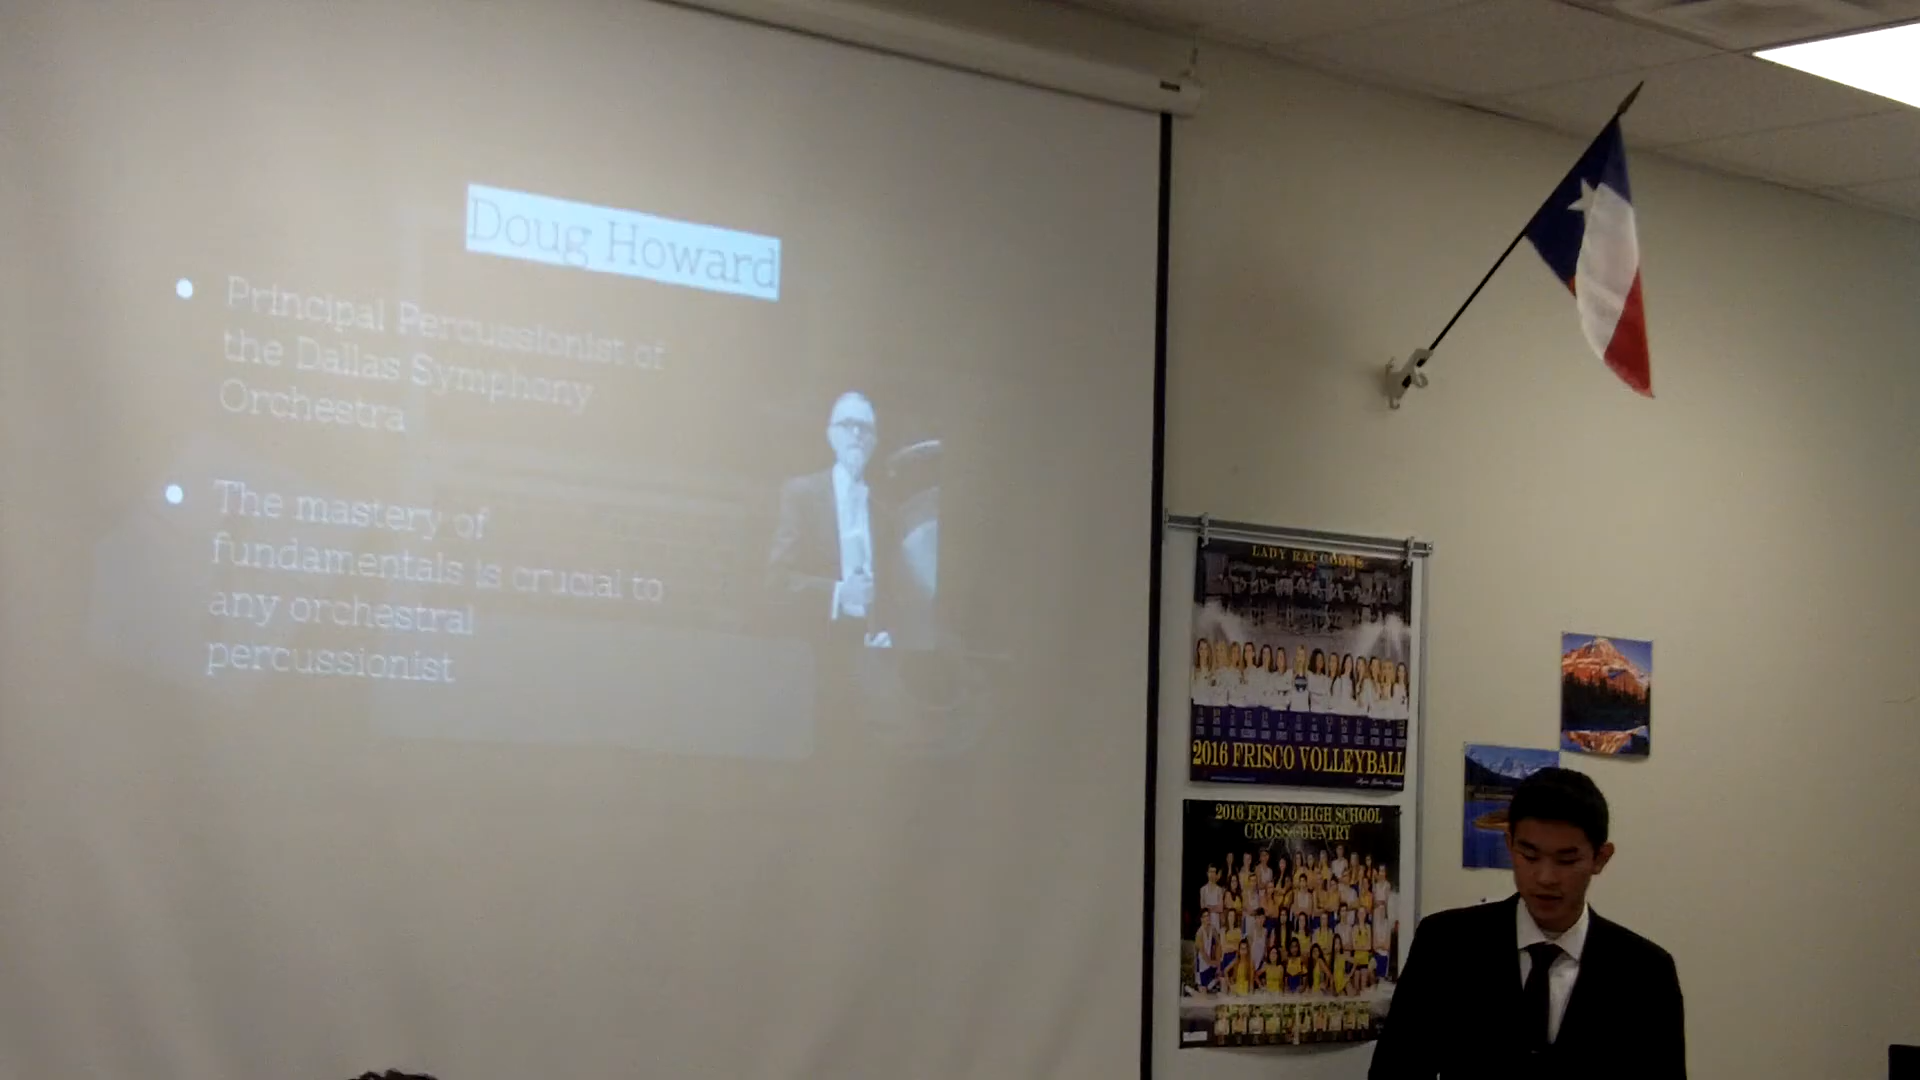 Doug Howard
Principal Percussionist of
the Dallas Symphony
Orchestra
The mastery of
fundamentals is crucial to
any orchestral
percussionist
LADY RACCOONS
2016 FRISCO VOLLEYBALL
2016 FRISCO HIGH SCHOOL
CROSS COUNTRY